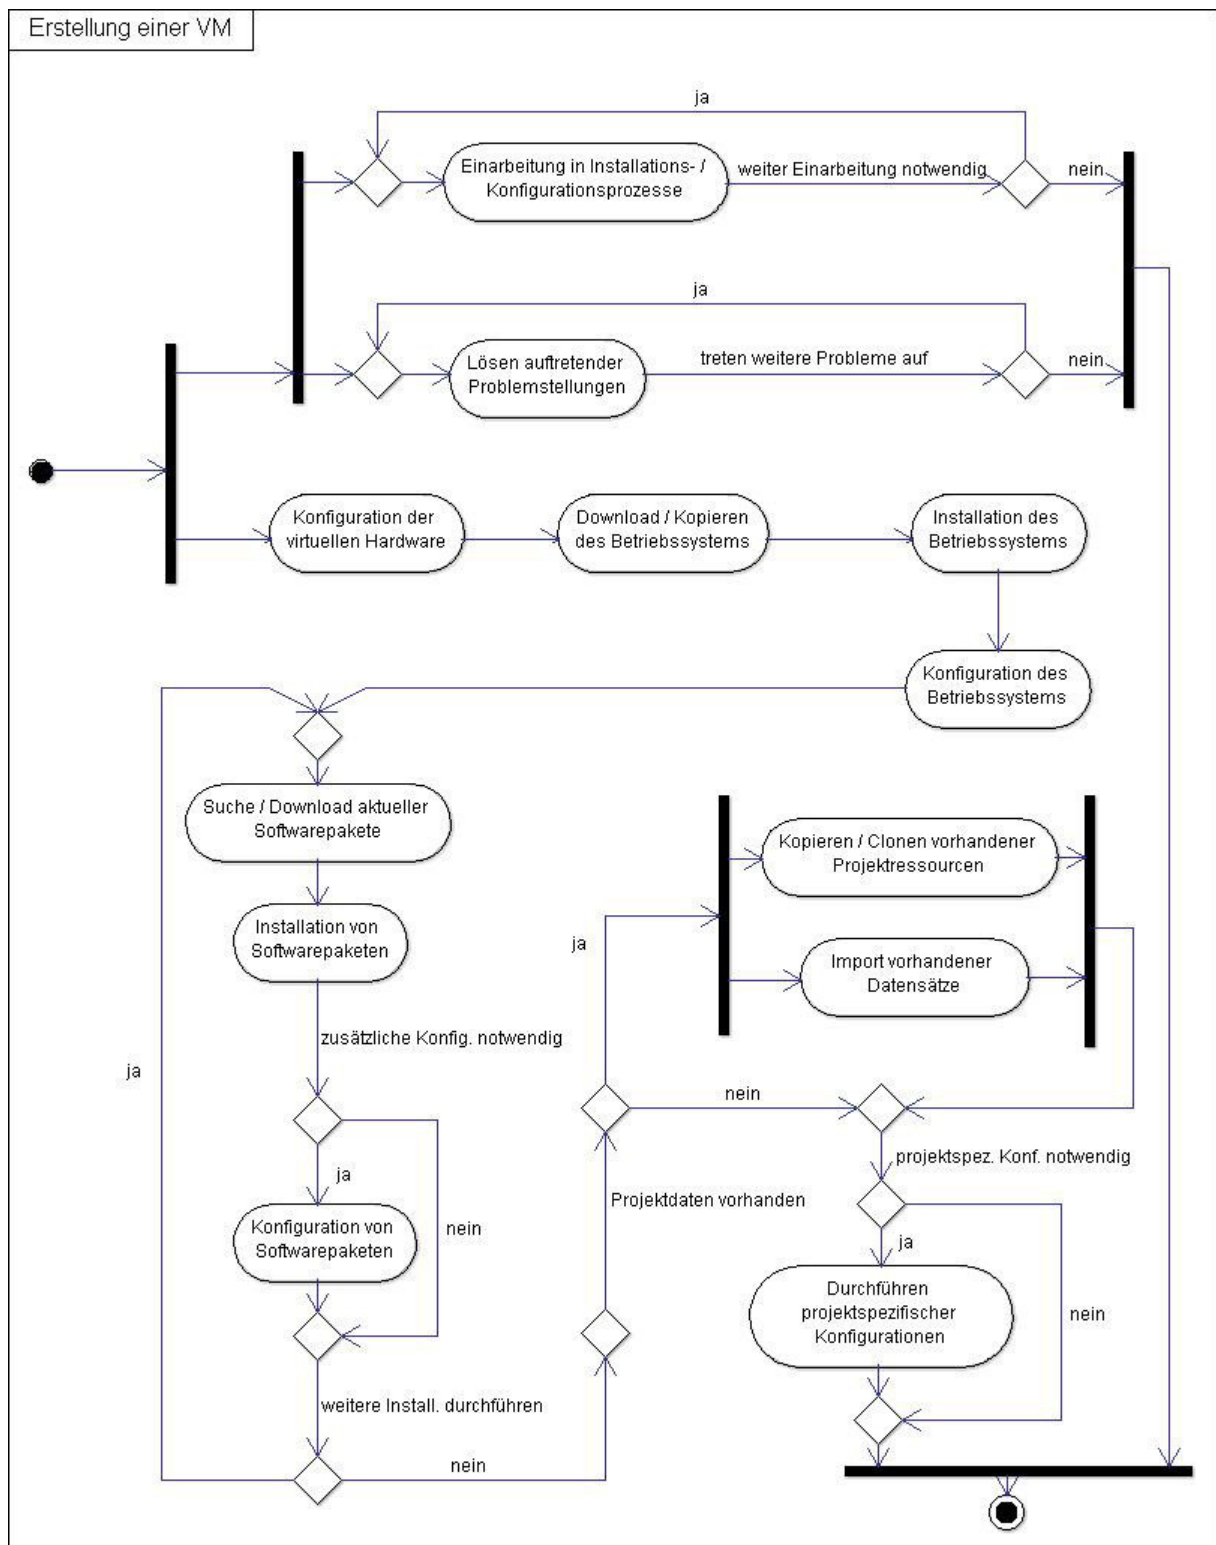 Erstellung einer VM
ja
Einarbeitung in Installations- /
Konfigurationsprozesse
weiter Einarbeitung notwendig
nein
ja
Lösen auftretender
Problemstellungen
treten weitere Probleme auf
nein
Konfiguration der
virtuellen Hardware
Download / Kopieren
des Betriebssystems
Installation des
Betriebssystems
Konfiguration des
Betriebssystems
Suche / Download aktueller
Softwarepakete
Installation von
Softwarepaketen
zusätzliche Konfig. notwendig
ja
ja
Konfiguration von
Softwarepaketen
nein
weitere Install. durchführen
nein
Projektdaten vorhanden
ja
nein
Kopieren / Clonen vorhandener
Projektressourcen
Import vorhandener
Datensätze
projektspez. Konf. notwendig
ja
Durchführen
projektspezifischer
Konfigurationen
nein